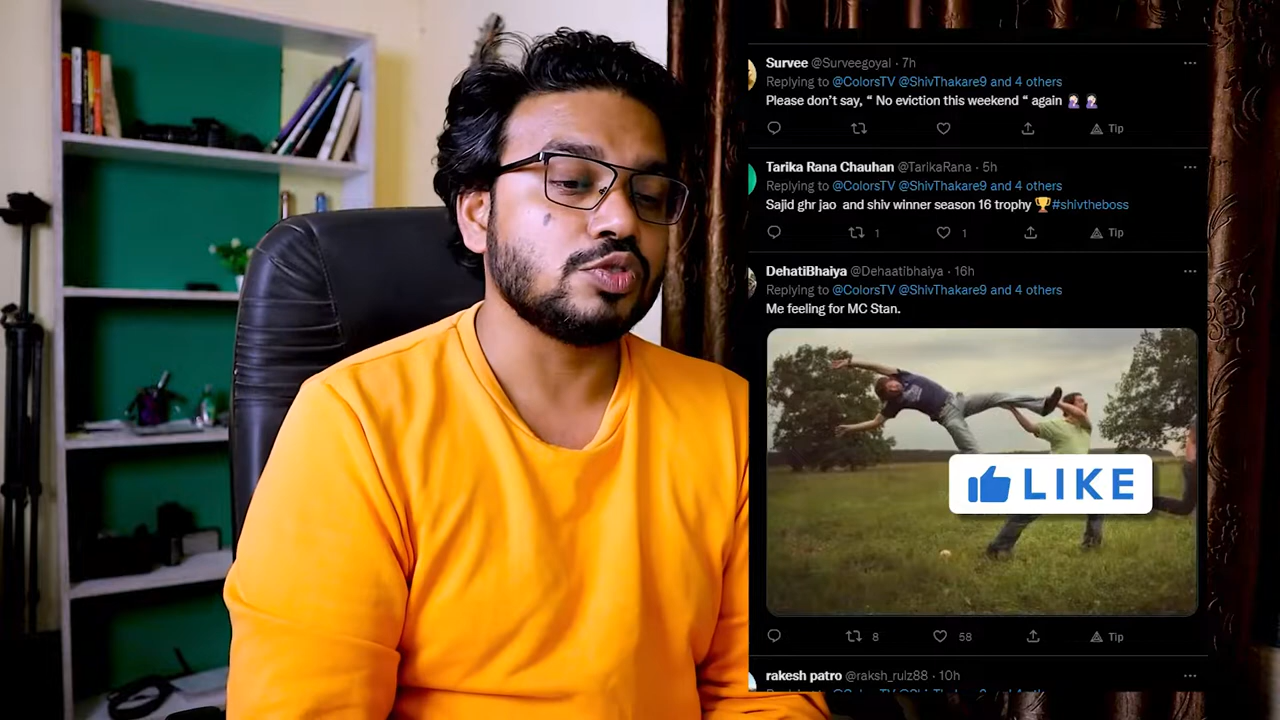 Survee @Surveegoyal · 7h
Replying to @ColorsTV @ShivThakare9 and 4 others
Please don't say, “ No eviction this weekend “ again 🤦🏻‍♀️ 🤦🏻‍♀️
Tip
Tarika Rana Chauhan @TarikaRana · 5h
Replying to @ColorsTV @ShivThakare9 and 4 others
Sajid ghr jao and shiv winner season 16 trophy 🏆#shivtheboss
1 1 Tip
DehatiBhaiya @Dehaatibhaiya · 16h
Replying to @ColorsTV @ShivThakare9 and 4 others
Me feeling for MC Stan.
LIKE
8 58 Tip
rakesh patro @raksh_rulz88 · 10h